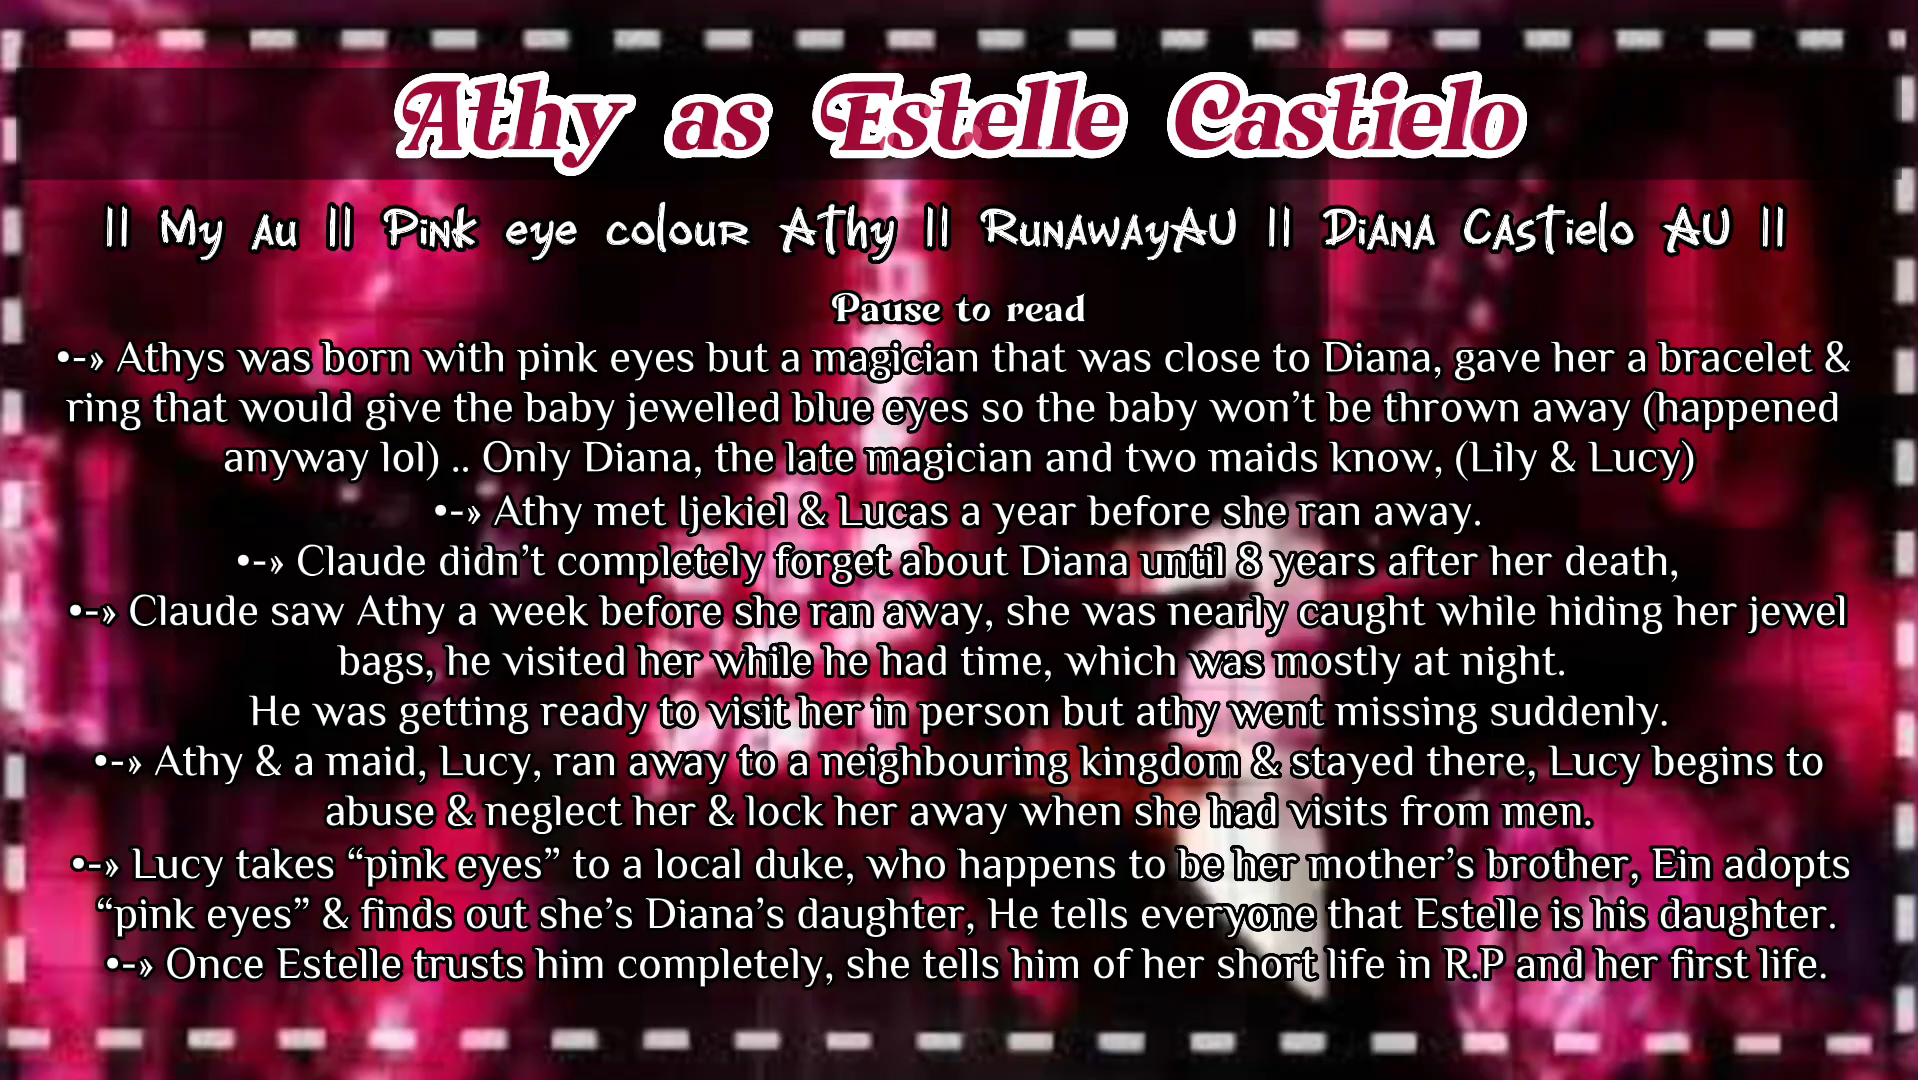 Athy as Estelle Castielo
|| My Au || Pink eye colour Athy || RunawayAU || Diana Castielo AU ||
Pause to read
•-» Athys was born with pink eyes but a magician that was close to Diana, gave her a bracelet &
ring that would give the baby jewelled blue eyes so the baby won’t be thrown away (happened
anyway lol) .. Only Diana, the late magician and two maids know, (Lily & Lucy)
•-» Athy met Ijekiel & Lucas a year before she ran away.
•-» Claude didn’t completely forget about Diana until 8 years after her death,
•-» Claude saw Athy a week before she ran away, she was nearly caught while hiding her jewel
bags, he visited her while he had time, which was mostly at night.
He was getting ready to visit her in person but athy went missing suddenly.
•-» Athy & a maid, Lucy, ran away to a neighbouring kingdom & stayed there, Lucy begins to
abuse & neglect her & lock her away when she had visits from men.
•-» Lucy takes “pink eyes” to a local duke, who happens to be her mother’s brother, Ein adopts
“pink eyes” & finds out she’s Diana’s daughter, He tells everyone that Estelle is his daughter.
•-» Once Estelle trusts him completely, she tells him of her short life in R.P and her first life.